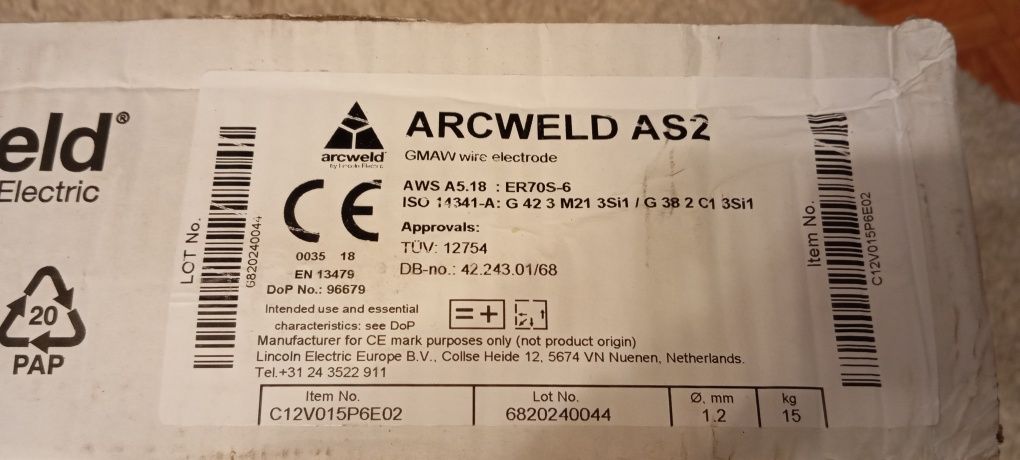 eld®
Electric
20
PAP
LOT No.
6820240044
arcweld
by Lincoln Electric
ARCWELD AS2
GMAW wire electrode
AWS A5.18 : ER70S-6
ISO 14341-A: G 42 3 M21 3Si1 / G 38 2 C1 3Si1
Approvals:
TÜV: 12754
DB-no.: 42.243.01/68
CE
0035 18
EN 13479
DoP No.: 96679
Intended use and essential
characteristics: see DoP
= +
Manufacturer for CE mark purposes only (not product origin)
Lincoln Electric Europe B.V., Collse Heide 12, 5674 VN Nuenen, Netherlands.
Tel.+31 24 3522 911
Item No.
C12V015P6E02
Lot No.
6820240044
Ø, mm
1.2
kg
15
Item No.
C12V015P6E02